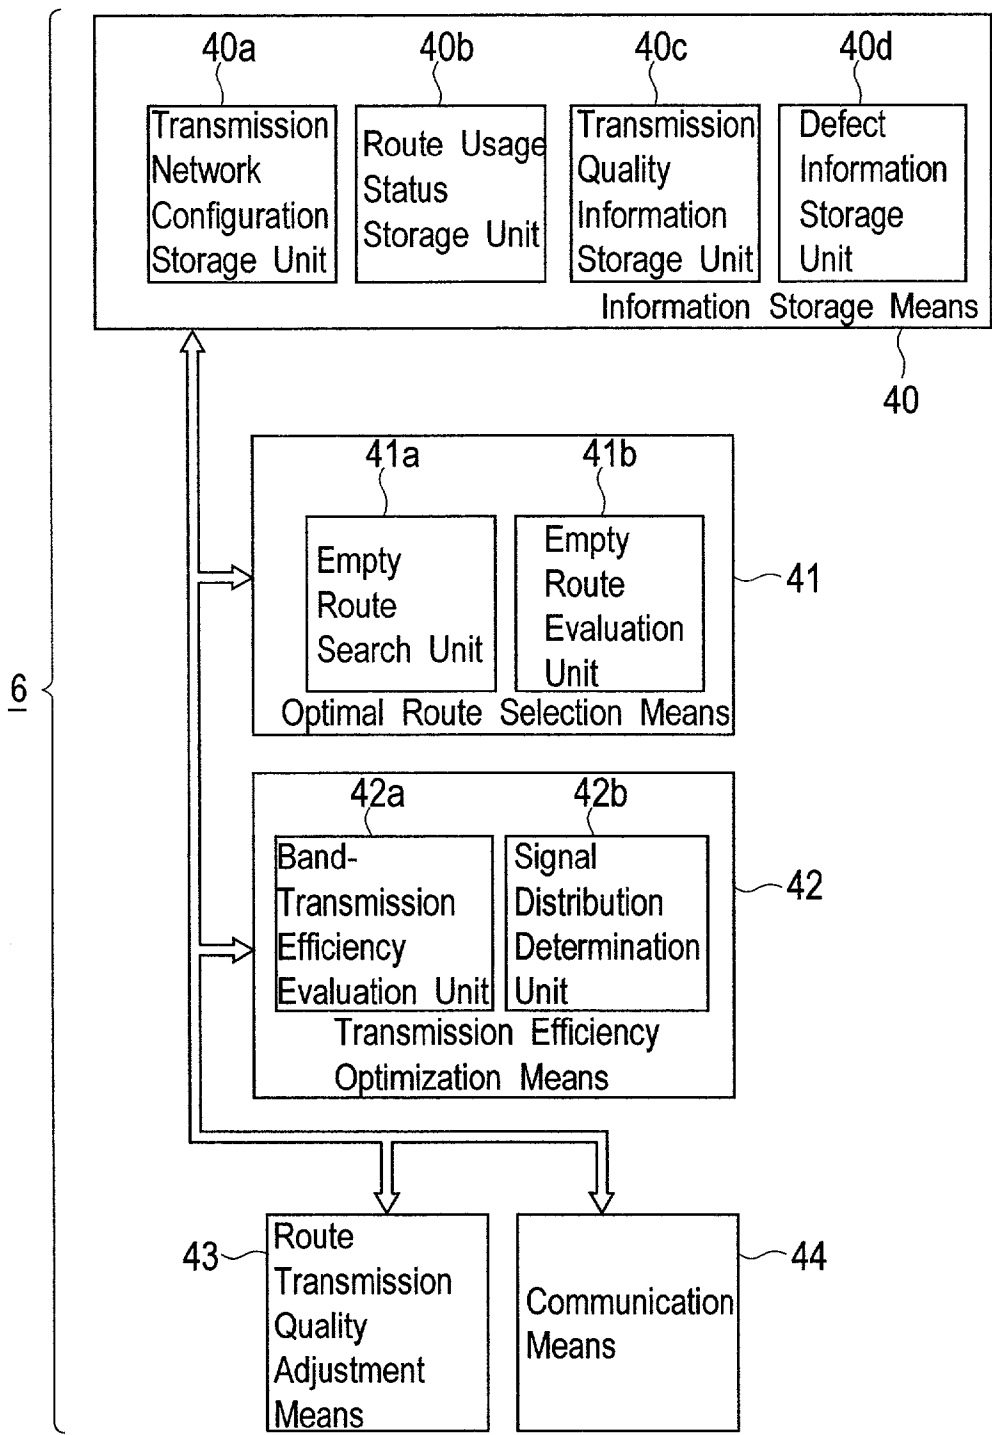 40a
40b
40c
40d
Transmission
Network
Configuration
Storage Unit
Route Usage
Status
Storage Unit
Transmission
Quality
Information
Storage Unit
Defect
Information
Storage
Unit
Information Storage Means
40
41a
41b
Empty
Route
Search Unit
Empty
Route
Evaluation
Unit
41
Optimal Route Selection Means
6
42a
42b
Band-
Transmission
Efficiency
Evaluation Unit
Signal
Distribution
Determination
Unit
42
Transmission Efficiency
Optimization Means
43
Route
Transmission
Quality
Adjustment
Means
44
Communication
Means